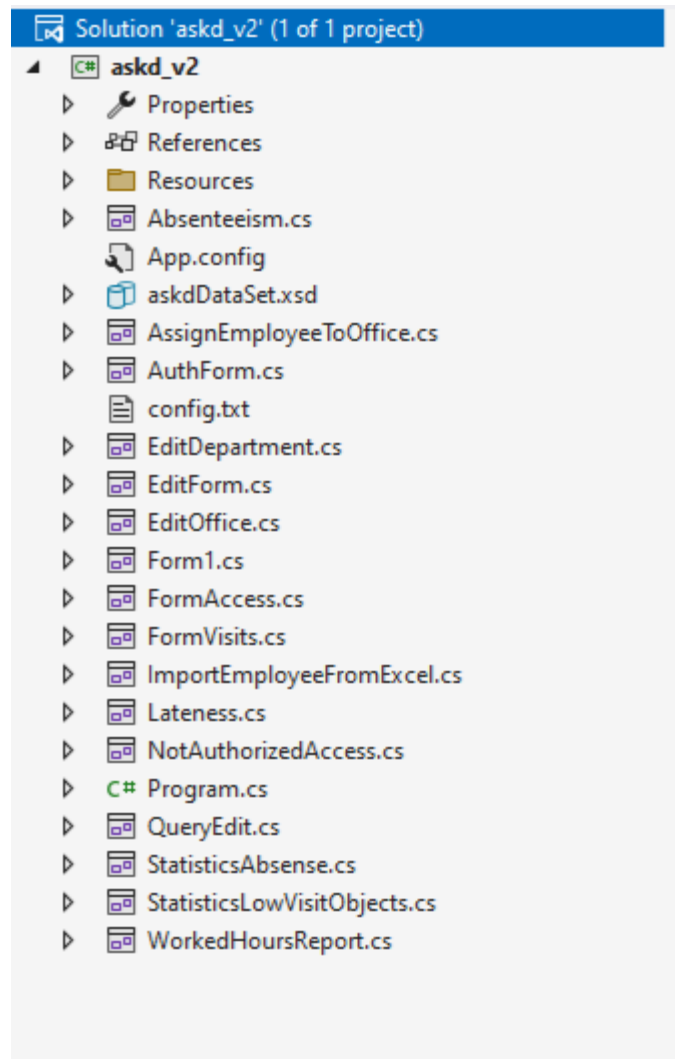 Solution 'askd_v2' (1 of 1 project)
C# askd_v2
Properties
References
Resources
Absenteeism.cs
App.config
askdDataSet.xsd
AssignEmployeeToOffice.cs
AuthForm.cs
config.txt
EditDepartment.cs
EditForm.cs
EditOffice.cs
Form1.cs
FormAccess.cs
FormVisits.cs
ImportEmployeeFromExcel.cs
Lateness.cs
NotAuthorizedAccess.cs
C# Program.cs
QueryEdit.cs
StatisticsAbsense.cs
StatisticsLowVisitObjects.cs
WorkedHoursReport.cs